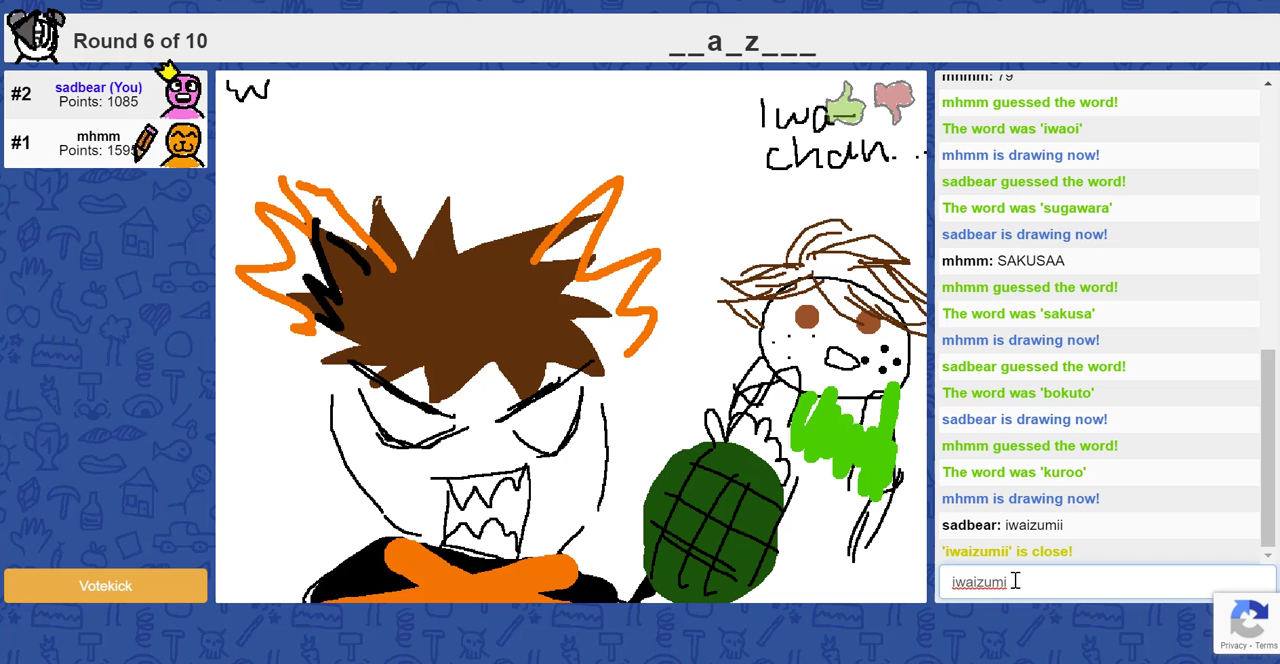 Round 6 of 10
__a_z___
#2
sadbear (You)
Points: 1085
#1
mhmm
Points: 1595
Votekick
w
Iwa
chan...
mhmm: 79
mhmm guessed the word!
The word was 'iwaoi'
mhmm is drawing now!
sadbear guessed the word!
The word was 'sugawara'
sadbear is drawing now!
mhmm: SAKUSAA
mhmm guessed the word!
The word was 'sakusa'
mhmm is drawing now!
sadbear guessed the word!
The word was 'bokuto'
sadbear is drawing now!
mhmm guessed the word!
The word was 'kuroo'
mhmm is drawing now!
sadbear: iwaizumii
'iwaizumii' is close!
iwaizumi
Privacy - Terms